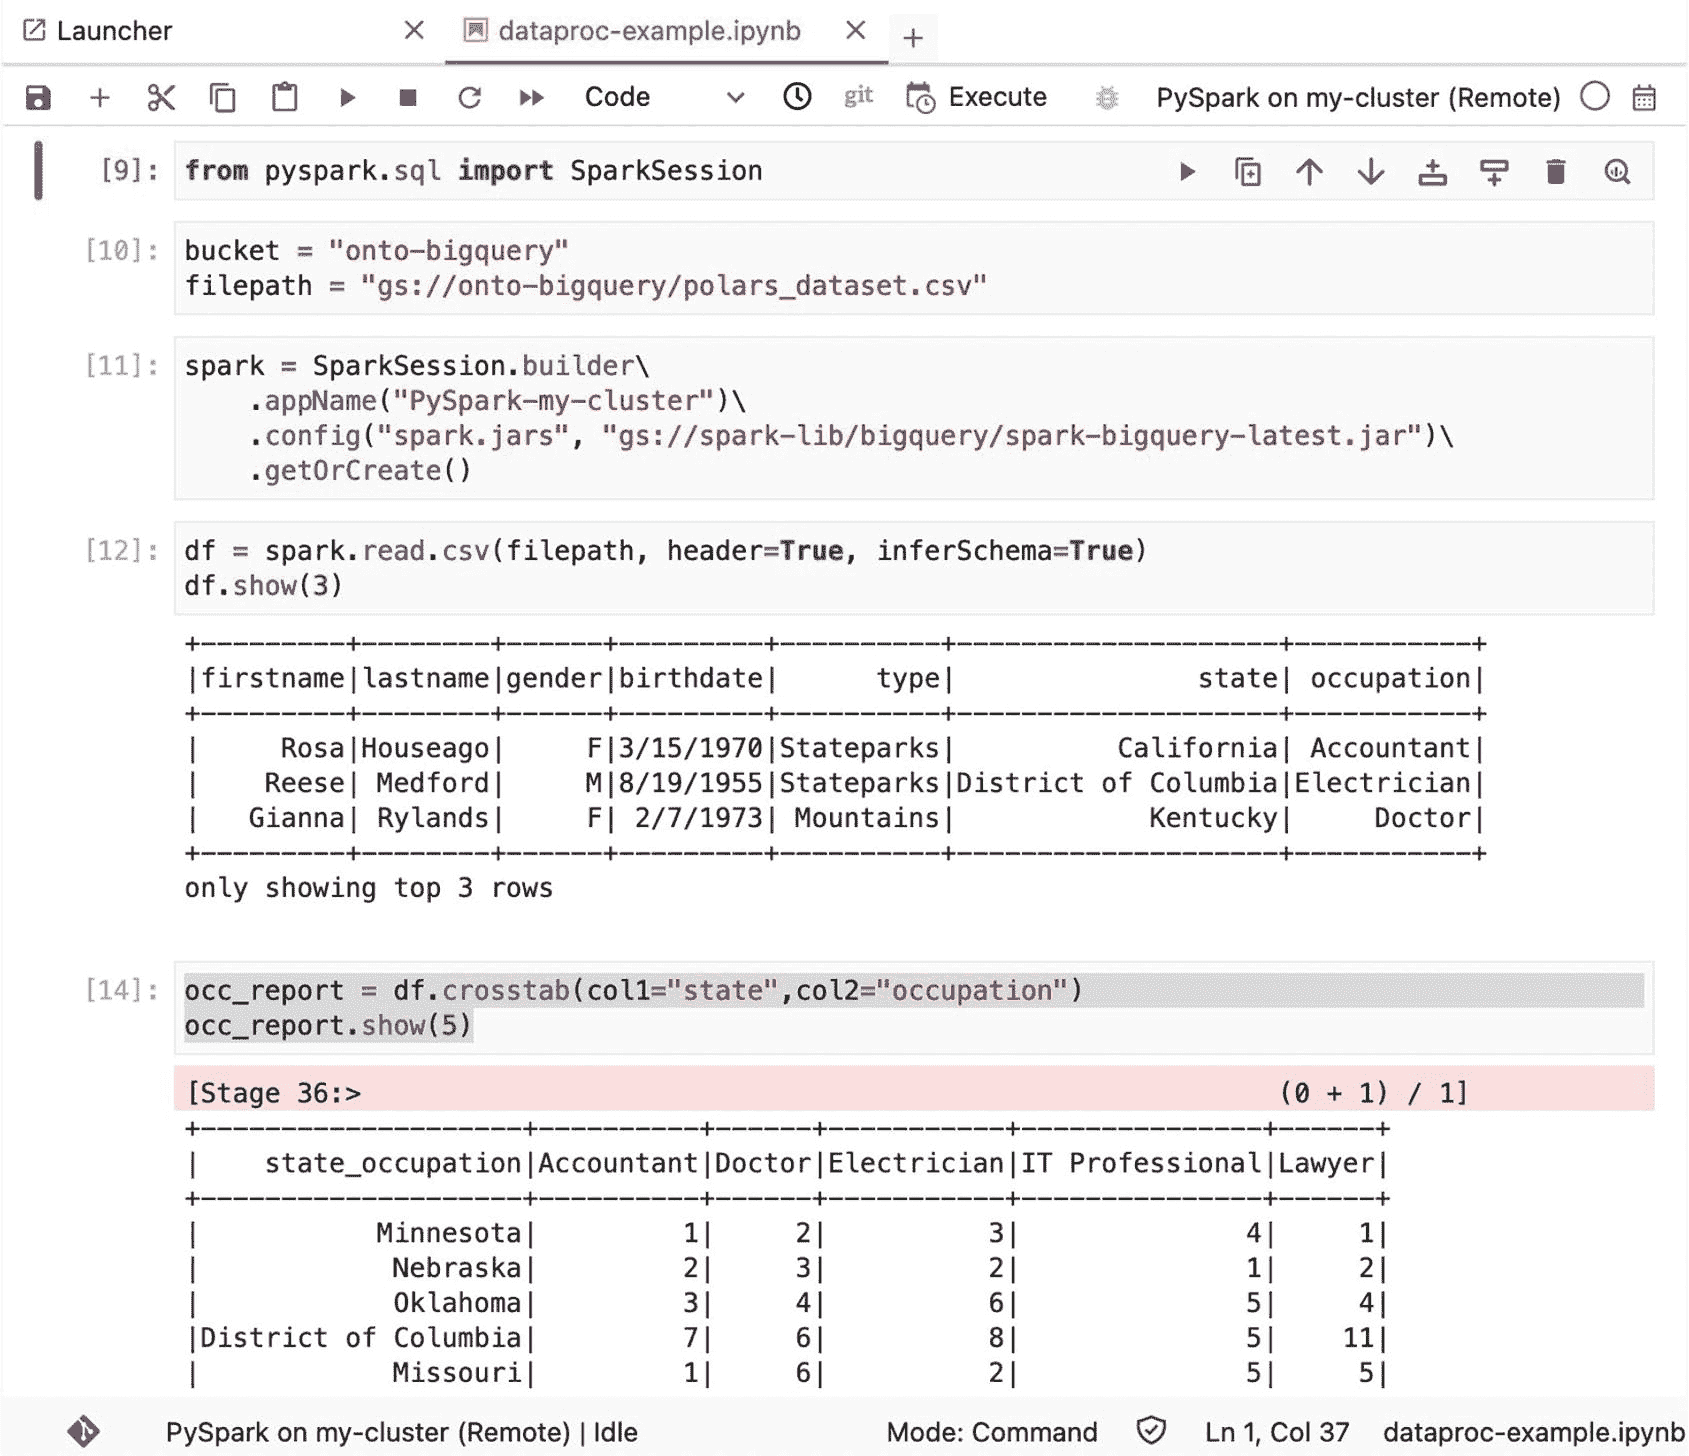 Launcher
dataproc-example.ipynb
Code git Execute PySpark on my-cluster (Remote)
[9]: from pyspark.sql import SparkSession
[10]: bucket = "onto-bigquery"
filepath = "gs://onto-bigquery/polars_dataset.csv"
[11]: spark = SparkSession.builder\
    .appName("PySpark-my-cluster")\
    .config("spark.jars", "gs://spark-lib/bigquery/spark-bigquery-latest.jar")\
    .getOrCreate()
[12]: df = spark.read.csv(filepath, header=True, inferSchema=True)
df.show(3)
+---------+--------+------+---------+----------+--------------------+-----------+
|firstname|lastname|gender|birthdate|      type|               state| occupation|
+---------+--------+------+---------+----------+--------------------+-----------+
|     Rosa|Houseago|     F|3/15/1970|Stateparks|          California| Accountant|
|    Reese| Medford|     M|8/19/1955|Stateparks|District of Columbia|Electrician|
|   Gianna| Rylands|     F| 2/7/1973| Mountains|            Kentucky|     Doctor|
+---------+--------+------+---------+----------+--------------------+-----------+
only showing top 3 rows
[14]: occ_report = df.crosstab(col1="state",col2="occupation")
occ_report.show(5)
[Stage 36:>                                                         (0 + 1) / 1]
+--------------------+----------+------+-----------+---------------+------+
|    state_occupation|Accountant|Doctor|Electrician|IT Professional|Lawyer|
+--------------------+----------+------+-----------+---------------+------+
|           Minnesota|         1|     2|          3|              4|     1|
|            Nebraska|         2|     3|          2|              1|     2|
|            Oklahoma|         3|     4|          6|              5|     4|
|District of Columbia|         7|     6|          8|              5|    11|
|            Missouri|         1|     6|          2|              5|     5|
PySpark on my-cluster (Remote) | Idle Mode: Command Ln 1, Col 37 dataproc-example.ipynb